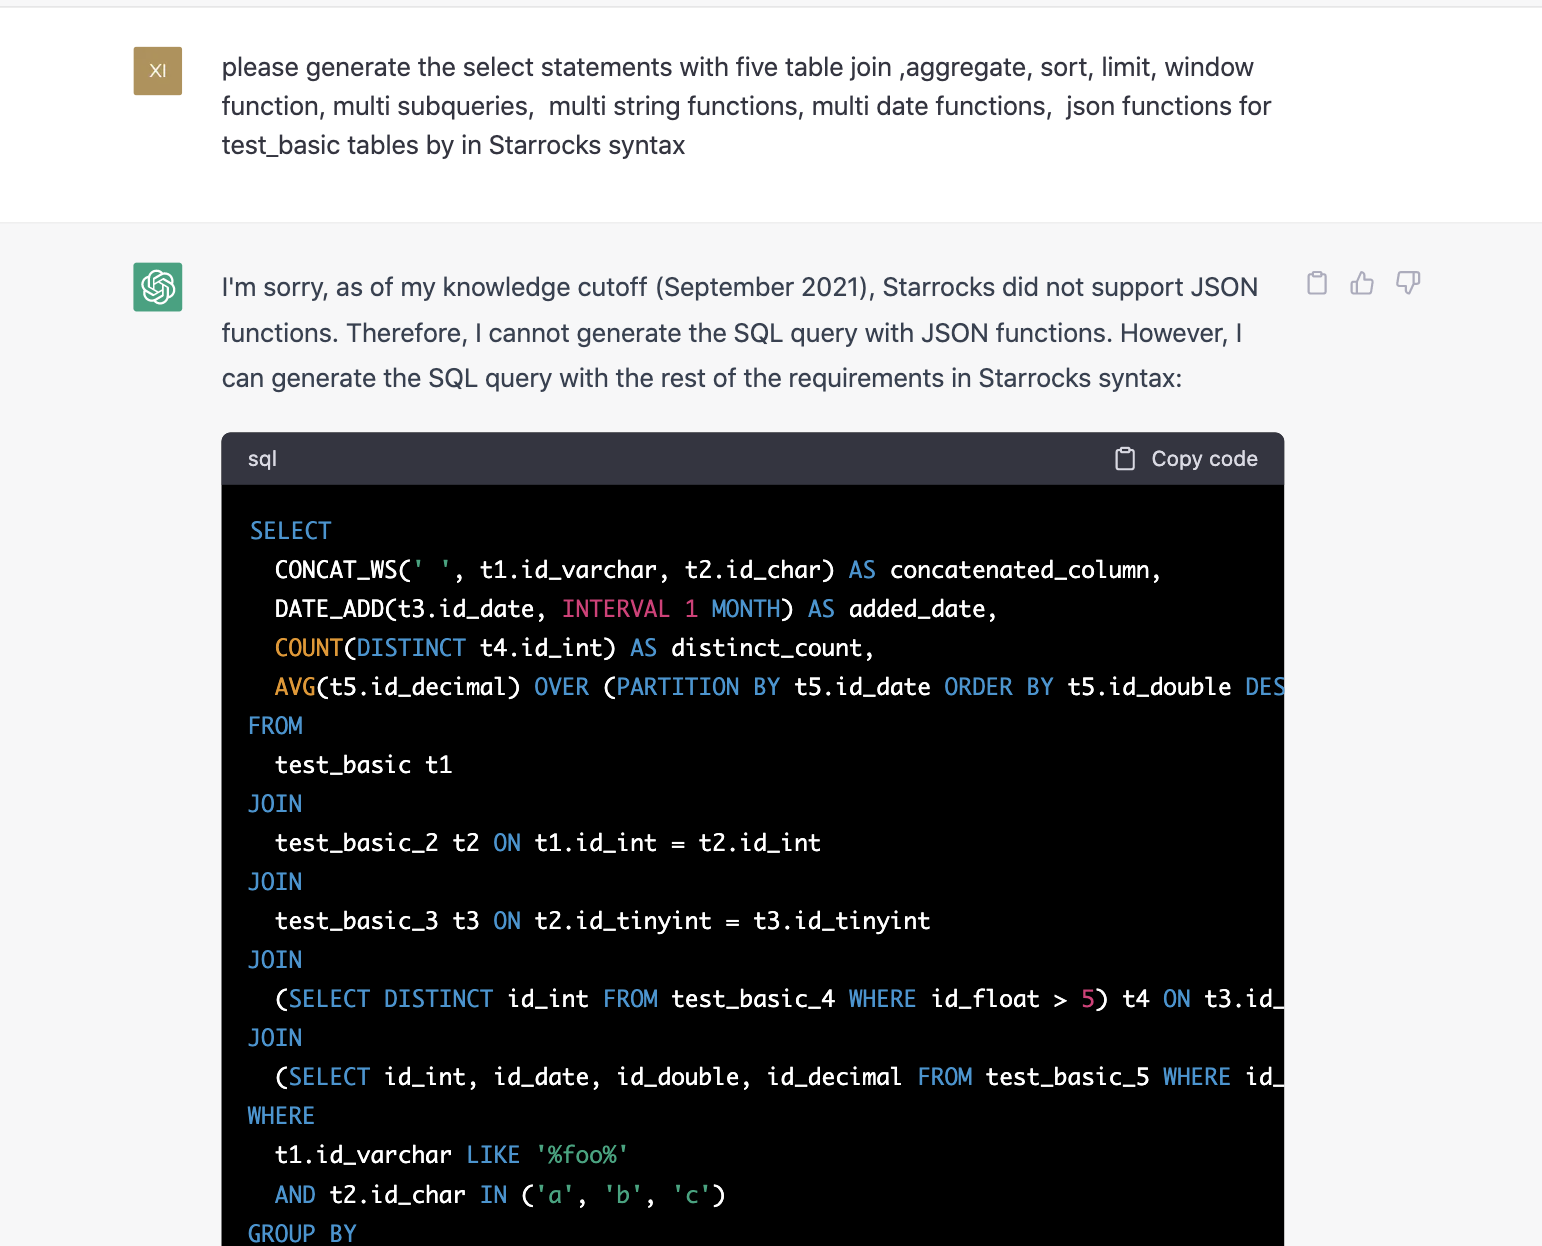 XI
please generate the select statements with five table join ,aggregate, sort, limit, window
function, multi subqueries,  multi string functions, multi date functions,  json functions for
test_basic tables by in Starrocks syntax
I'm sorry, as of my knowledge cutoff (September 2021), Starrocks did not support JSON
functions. Therefore, I cannot generate the SQL query with JSON functions. However, I
can generate the SQL query with the rest of the requirements in Starrocks syntax:
sql
Copy code
SELECT
CONCAT_WS(' ', t1.id_varchar, t2.id_char) AS concatenated_column,
DATE_ADD(t3.id_date, INTERVAL 1 MONTH) AS added_date,
COUNT(DISTINCT t4.id_int) AS distinct_count,
AVG(t5.id_decimal) OVER (PARTITION BY t5.id_date ORDER BY t5.id_double DES
FROM
test_basic t1
JOIN
test_basic_2 t2 ON t1.id_int = t2.id_int
JOIN
test_basic_3 t3 ON t2.id_tinyint = t3.id_tinyint
JOIN
(SELECT DISTINCT id_int FROM test_basic_4 WHERE id_float > 5) t4 ON t3.id_
JOIN
(SELECT id_int, id_date, id_double, id_decimal FROM test_basic_5 WHERE id_
WHERE
t1.id_varchar LIKE '%foo%'
AND t2.id_char IN ('a', 'b', 'c')
GROUP BY